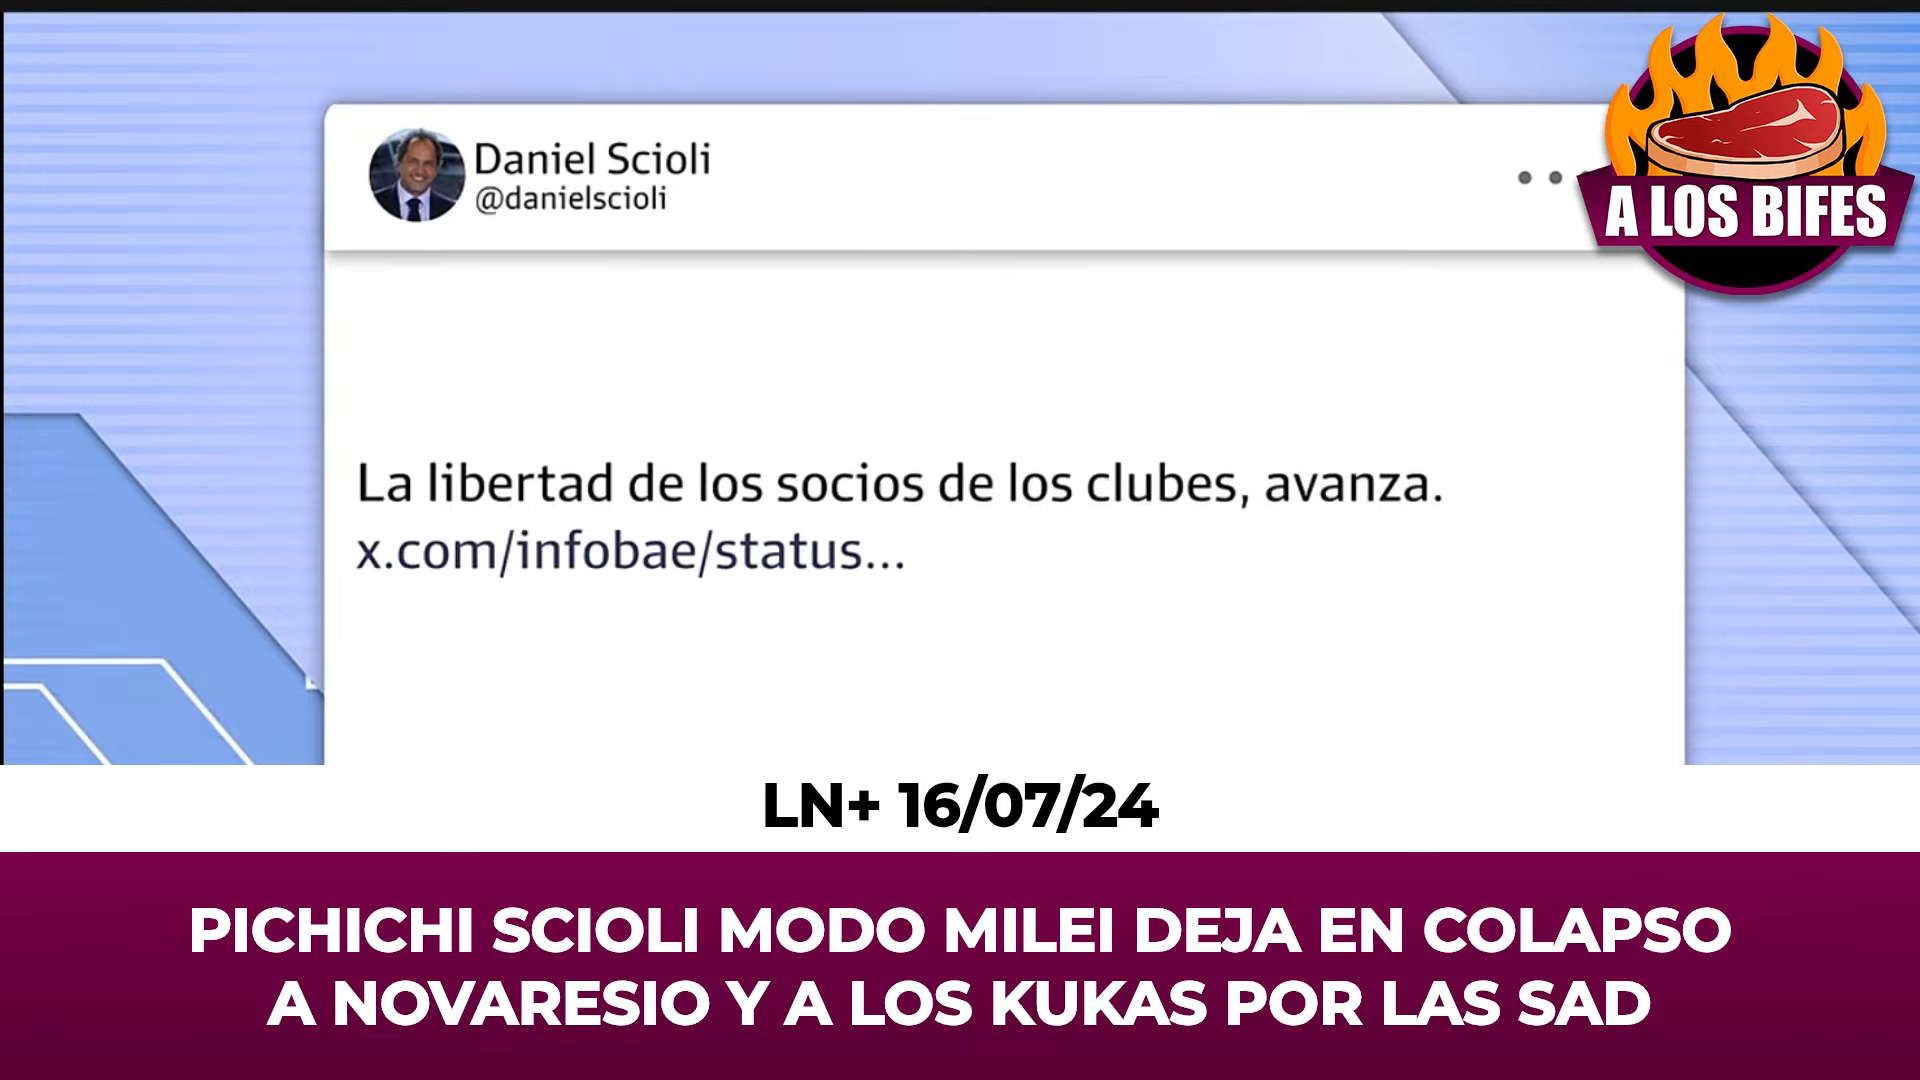 Daniel Scioli
@danielscioli
A LOS BIFES
La libertad de los socios de los clubes, avanza.
x.com/infobae/status...
LN+ 16/07/24
PICHICHI SCIOLI MODO MILEI DEJA EN COLAPSO
A NOVARESIO Y A LOS KUKAS POR LAS SAD